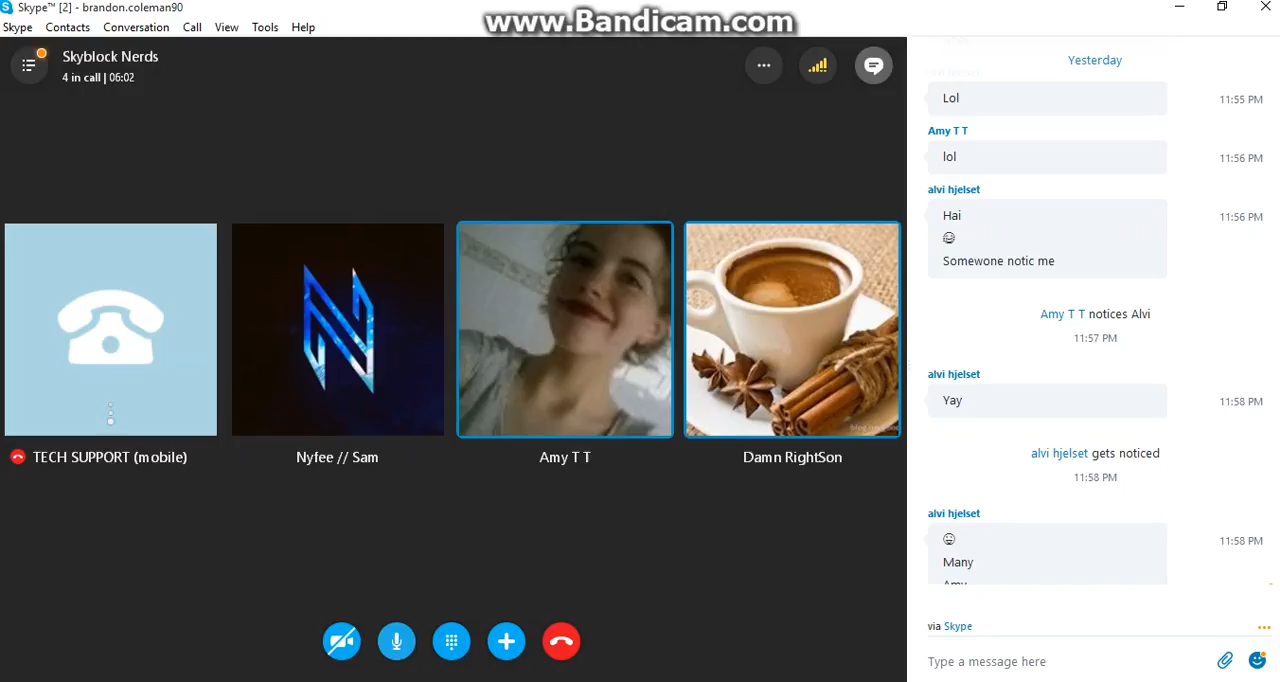 Skype™ [2] - brandon.coleman90
www.Bandicam.com
Skype Contacts Conversation Call View Tools Help
Skyblock Nerds
4 in call | 06:02
TECH SUPPORT (mobile)
Nyfee // Sam
Amy T T
Damn RightSon
Yesterday
Lol 11:55 PM
Amy T T
lol 11:56 PM
alvi hjelset
Hai 11:56 PM
Somewone notic me
Amy T T notices Alvi
11:57 PM
alvi hjelset
Yay 11:58 PM
alvi hjelset gets noticed
11:58 PM
alvi hjelset
11:58 PM
Many
Amy
via Skype
Type a message here